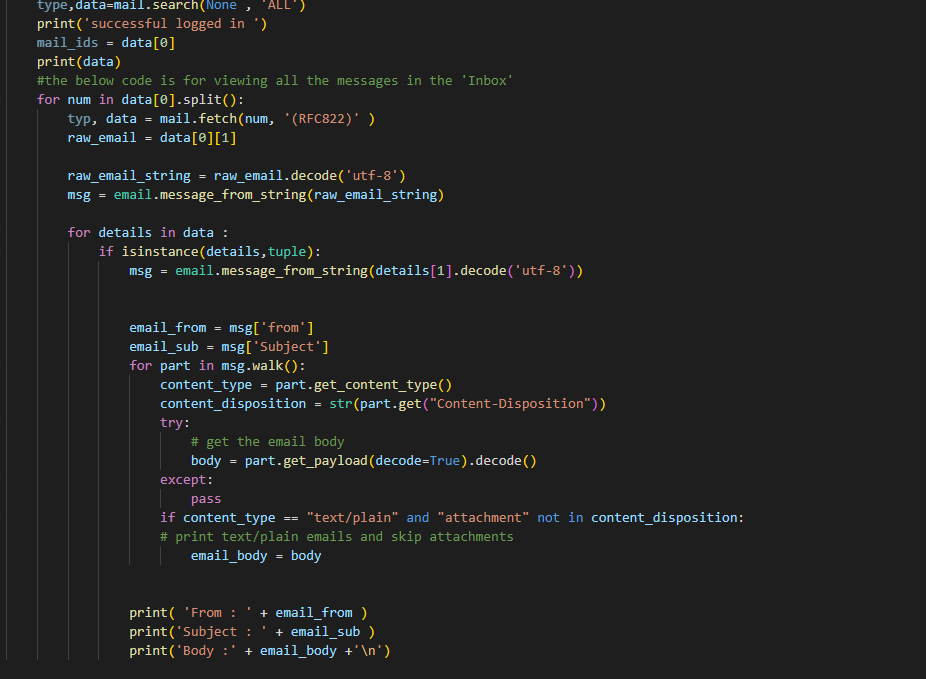 type,data=mail.search(None , 'ALL')
print('successful logged in ')
mail_ids = data[0]
print(data)
#the below code is for viewing all the messages in the 'Inbox'
for num in data[0].split():
typ, data = mail.fetch(num, '(RFC822)' )
raw_email = data[0][1]
raw_email_string = raw_email.decode('utf-8')
msg = email.message_from_string(raw_email_string)
for details in data :
if isinstance(details,tuple):
msg = email.message_from_string(details[1].decode('utf-8'))
email_from = msg['from']
email_sub = msg['Subject']
for part in msg.walk():
content_type = part.get_content_type()
content_disposition = str(part.get("Content-Disposition"))
try:
# get the email body
body = part.get_payload(decode=True).decode()
except:
pass
if content_type == "text/plain" and "attachment" not in content_disposition:
# print text/plain emails and skip attachments
email_body = body
print( 'From : ' + email_from )
print('Subject : ' + email_sub )
print('Body :' + email_body +'\n')